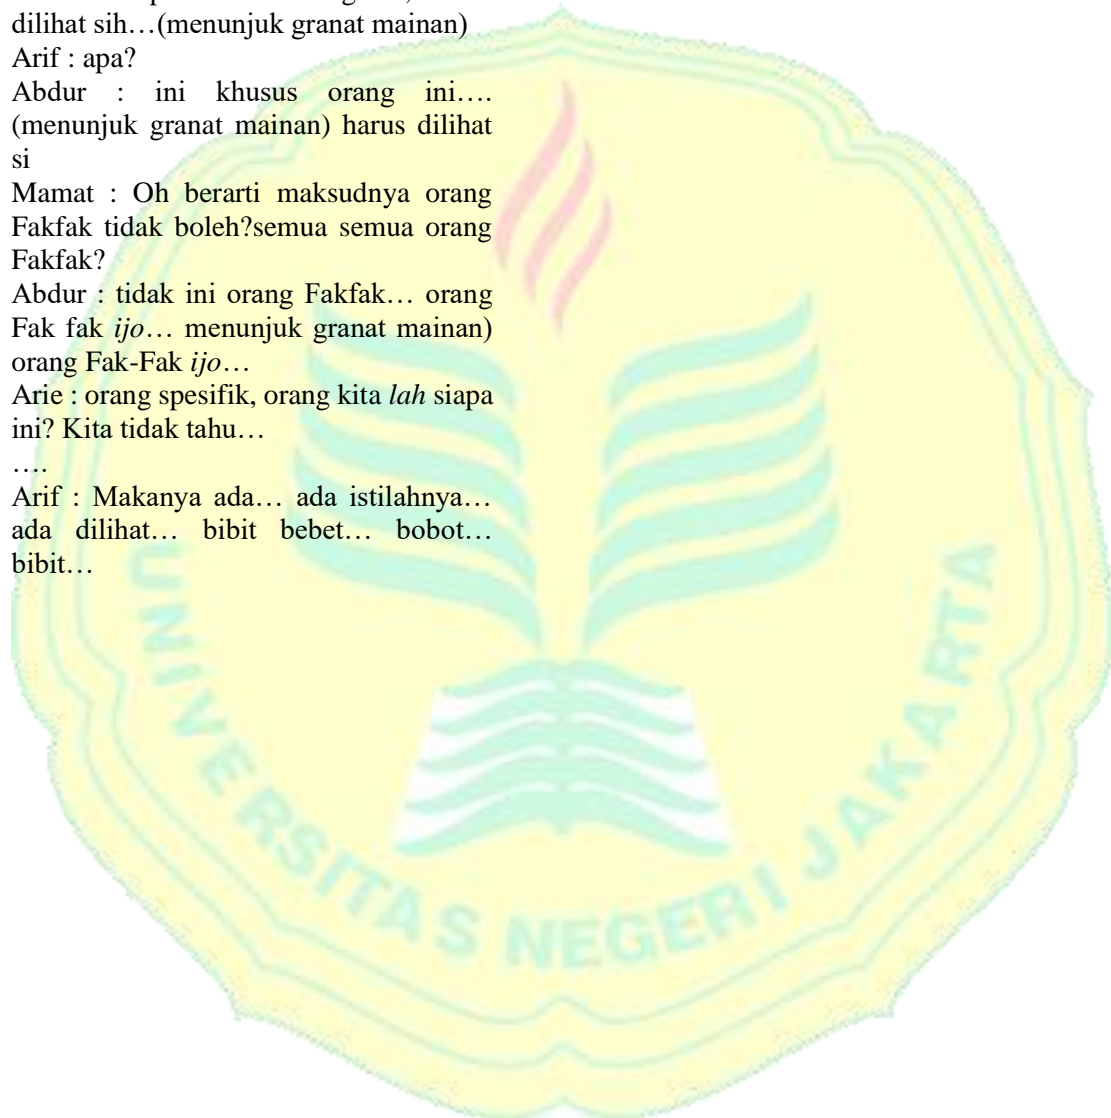 dilihat sih…(menunjuk granat mainan)
Arif : apa?
Abdur : ini khusus orang ini….
(menunjuk granat mainan) harus dilihat
si
Mamat : Oh berarti maksudnya orang
Fakfak tidak boleh?semua semua orang
Fakfak?
Abdur : tidak ini orang Fakfak… orang
Fak fak ijo… menunjuk granat mainan)
orang Fak-Fak ijo…
Arie : orang spesifik, orang kita lah siapa
ini? Kita tidak tahu…
….
Arif : Makanya ada… ada istilahnya…
ada dilihat… bibit bebet… bobot…
bibit…
UNIVERSITAS NEGERI JAKARTA